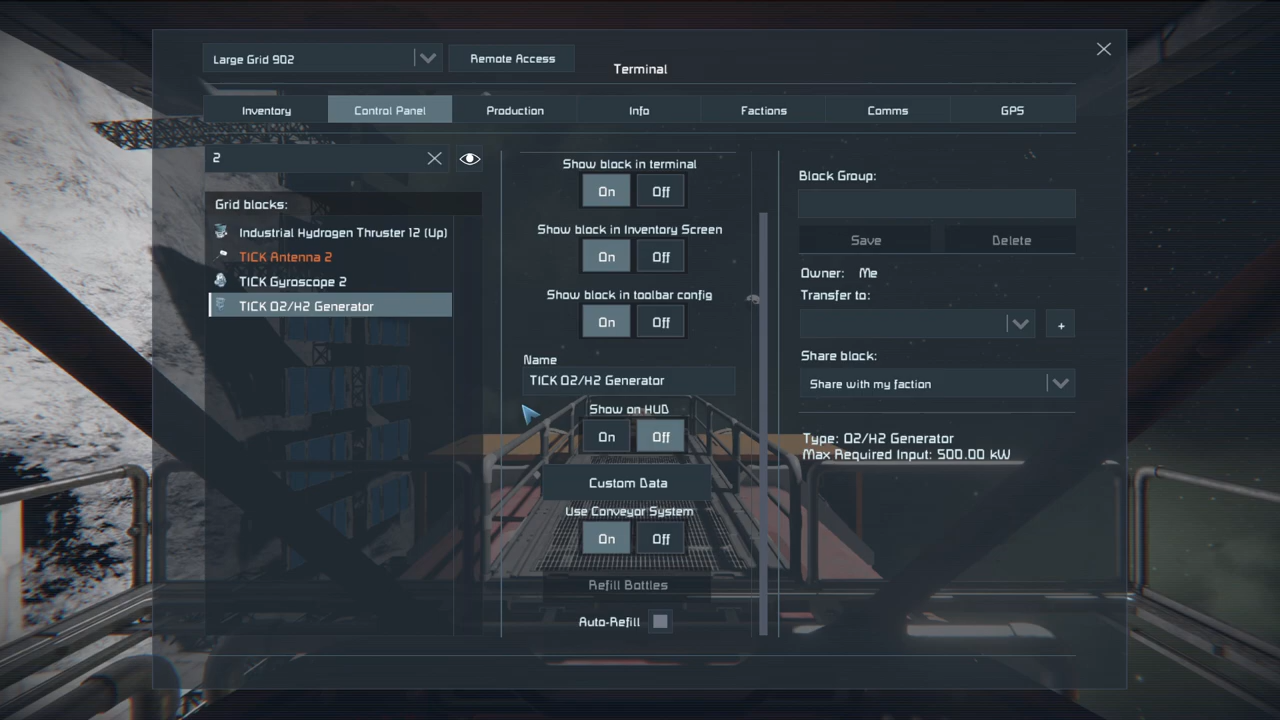 Large Grid 902
Remote Access
Terminal
Inventory
Control Panel
Production
Info
Factions
Comms
GPS
2
Grid blocks:
Industrial Hydrogen Thruster 12 (Up)
TICK Antenna 2
TICK Gyroscope 2
TICK O2/H2 Generator
Show block in terminal
On Off
Show block in Inventory Screen
On Off
Show block in toolbar config
On Off
Name
TICK O2/H2 Generator
Show on HUD
On Off
Custom Data
Use Conveyor System
On Off
Refill Bottles
Auto-Refill
Block Group:
Save
Delete
Owner: Me
Transfer to:
+
Share block:
Share with my faction
Type: O2/H2 Generator
Max Required Input: 500.00 kW